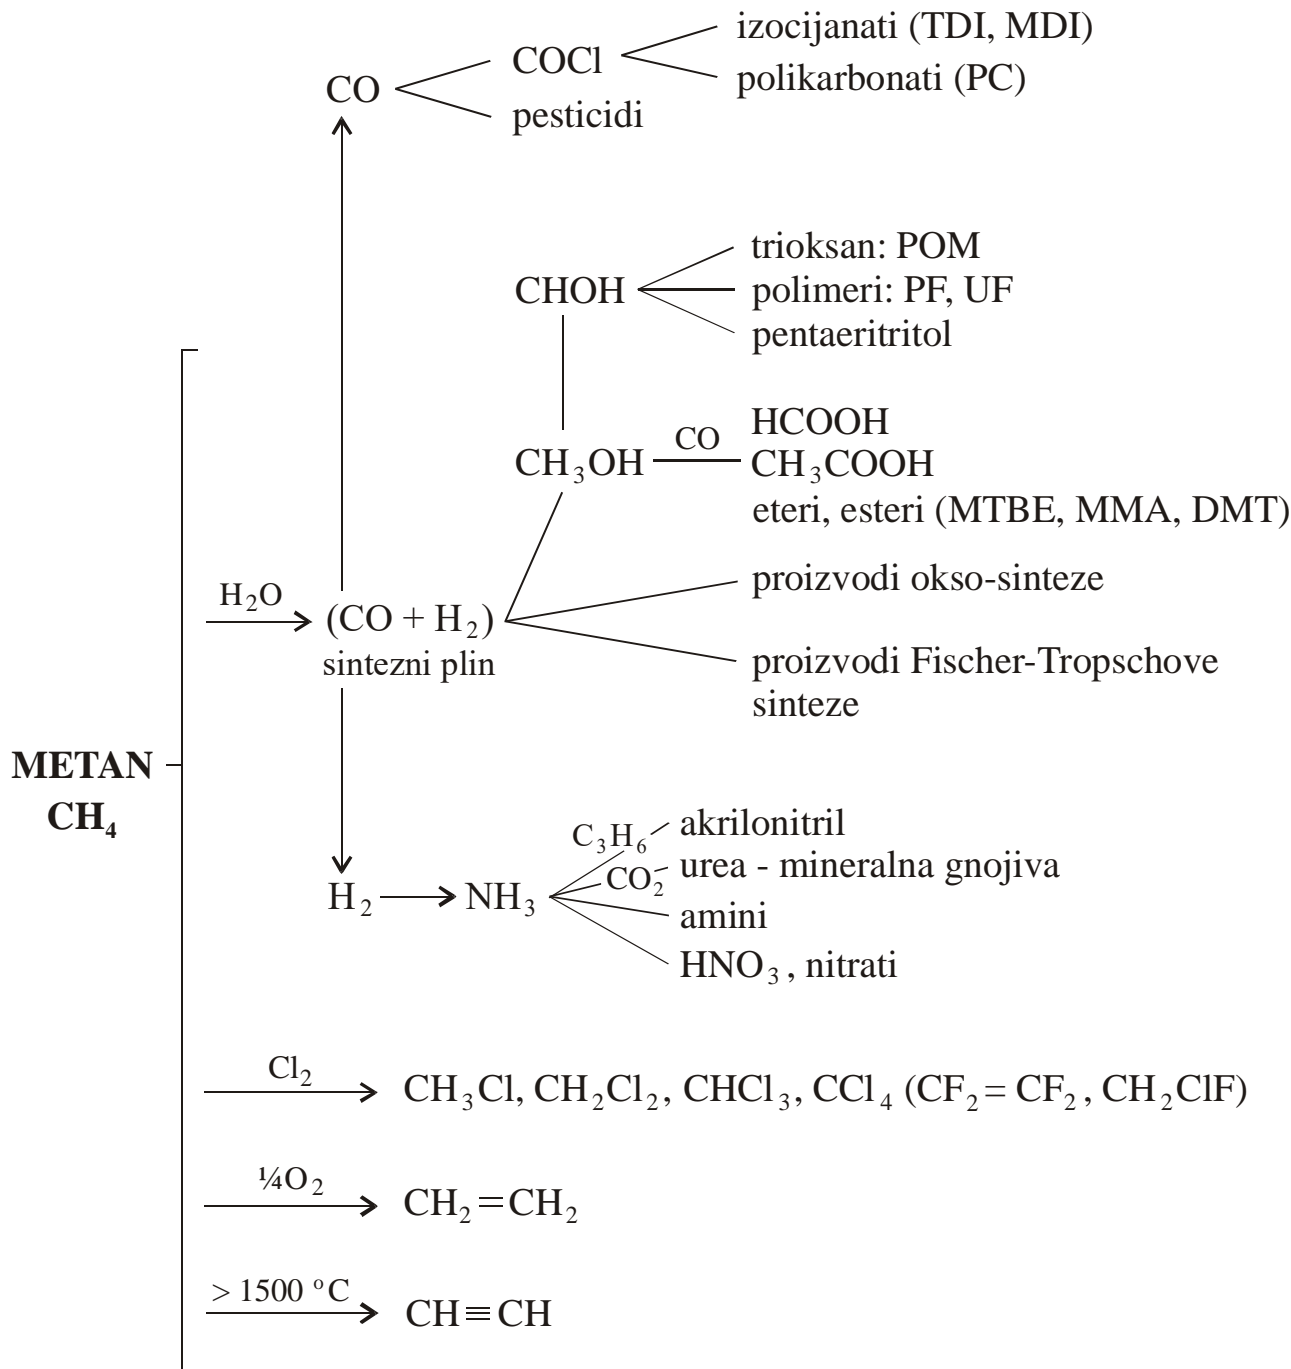 izocijanati (TDI, MDI)
COCl
polikarbonati (PC)
CO
pesticidi
trioksan: POM
CHOH
polimeri: PF, UF
pentaeritritol
HCOOH
CO
CH₃OH
CH₃COOH
eteri, esteri (MTBE, MMA, DMT)
proizvodi okso-sinteze
H₂O
(CO + H₂)
sintezni plin
proizvodi Fischer-Tropschove
sinteze
METAN
CH₄
C₃H₆
akrilonitril
CO₂
urea - mineralna gnojiva
H₂
NH₃
amini
HNO₃, nitrati
Cl₂
CH₃Cl, CH₂Cl₂, CHCl₃, CCl₄ (CF₂= CF₂, CH₂ClF)
¼O₂
CH₂=CH₂
> 1500 °C
CH≡CH